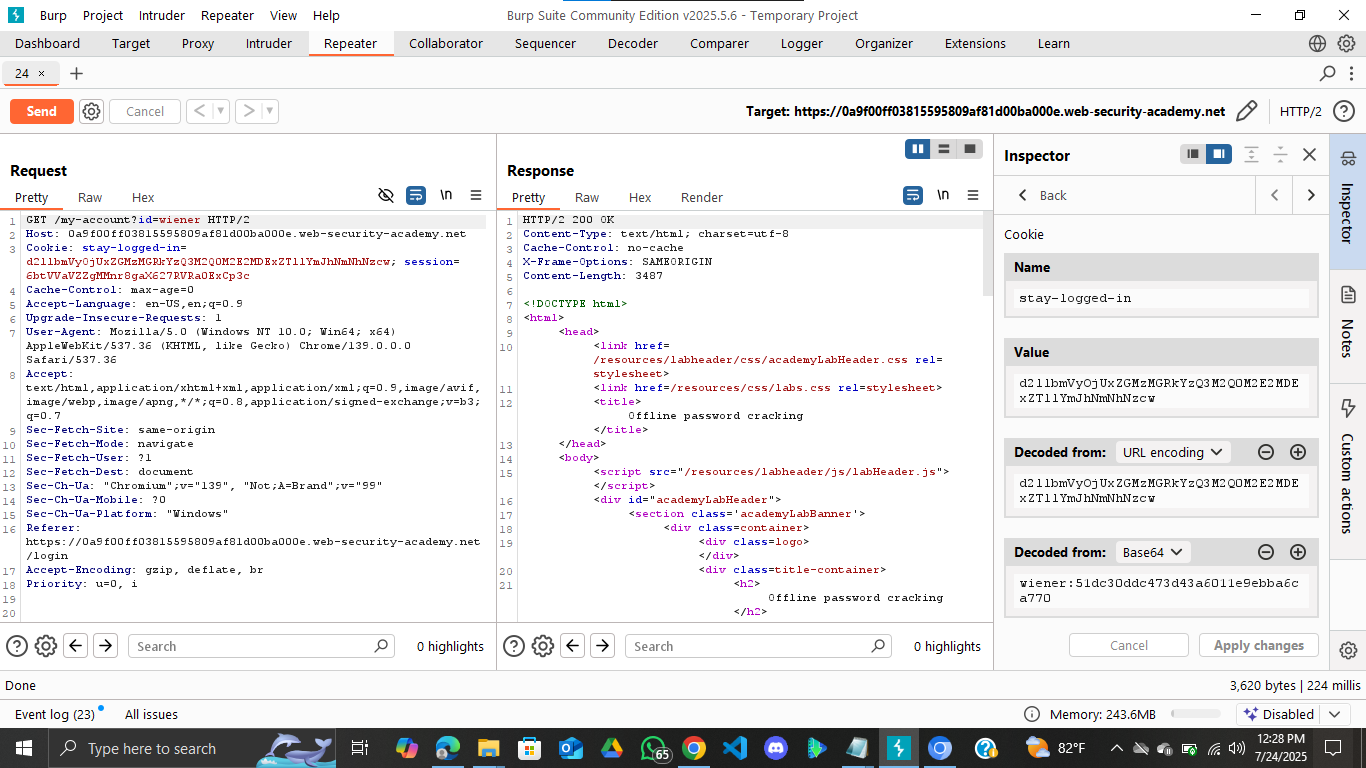 Burp Project Intruder Repeater View Help
Burp Suite Community Edition v2025.5.6 - Temporary Project
Dashboard Target Proxy Intruder Repeater Collaborator Sequencer Decoder Comparer Logger Organizer Extensions Learn
24 × +
Send Cancel < >
Target: https://0a9f00ff03815595809af81d00ba000e.web-security-academy.net
HTTP/2
Request
Pretty Raw Hex
\n
1 GET /my-account?id=wiener HTTP/2
2 Host: 0a9f00ff03815595809af81d00ba000e.web-security-academy.net
3 Cookie: stay-logged-in=
d2llbmVyOjUxZGMzMGRkYzQ3M2Q0M2E2MDExZTllYmJhNmNhNzcw; session=
6btVVaVZZgMMnr8gaX627RVRa0ExCp3c
4 Cache-Control: max-age=0
5 Accept-Language: en-US,en;q=0.9
6 Upgrade-Insecure-Requests: 1
7 User-Agent: Mozilla/5.0 (Windows NT 10.0; Win64; x64)
AppleWebKit/537.36 (KHTML, like Gecko) Chrome/139.0.0.0
Safari/537.36
8 Accept:
text/html,application/xhtml+xml,application/xml;q=0.9,image/avif,
image/webp,image/apng,*/*;q=0.8,application/signed-exchange;v=b3;
q=0.7
9 Sec-Fetch-Site: same-origin
10 Sec-Fetch-Mode: navigate
11 Sec-Fetch-User: ?1
12 Sec-Fetch-Dest: document
13 Sec-Ch-Ua: "Chromium";v="139", "Not;A=Brand";v="99"
14 Sec-Ch-Ua-Mobile: ?0
15 Sec-Ch-Ua-Platform: "Windows"
16 Referer:
https://0a9f00ff03815595809af81d00ba000e.web-security-academy.net
/login
17 Accept-Encoding: gzip, deflate, br
18 Priority: u=0, i
19
20
Search
0 highlights
Response
Pretty Raw Hex Render
\n
1 HTTP/2 200 OK
2 Content-Type: text/html; charset=utf-8
3 Cache-Control: no-cache
4 X-Frame-Options: SAMEORIGIN
5 Content-Length: 3487
6
7 <!DOCTYPE html>
8 <html>
9 <head>
10 <link href=
/resources/labheader/css/academyLabHeader.css rel=
stylesheet>
11 <link href=/resources/css/labs.css rel=stylesheet>
12 <title>
Offline password cracking
</title>
13 </head>
14 <body>
15 <script src="/resources/labheader/js/labHeader.js">
</script>
16 <div id="academyLabHeader">
17 <section class='academyLabBanner'>
18 <div class=container>
19 <div class=logo>
</div>
20 <div class=title-container>
21 <h2>
Offline password cracking
</h2>
Search
0 highlights
Inspector
Back
Cookie
Name
stay-logged-in
Value
d2llbmVyOjUxZGMzMGRkYzQ3M2Q0M2E2MDE
xZTllYmJhNmNhNzcw
Decoded from: URL encoding
d2llbmVyOjUxZGMzMGRkYzQ3M2Q0M2E2MDE
xZTllYmJhNmNhNzcw
Decoded from: Base64
wiener:51dc30ddc473d43a6011e9ebba6c
a770
Cancel Apply changes
Inspector
Notes
Custom actions
Done
3,620 bytes | 224 millis
Event log (23) All issues
Memory: 243.6MB
Disabled
Type here to search
65
82°F
12:28 PM
7/24/2025